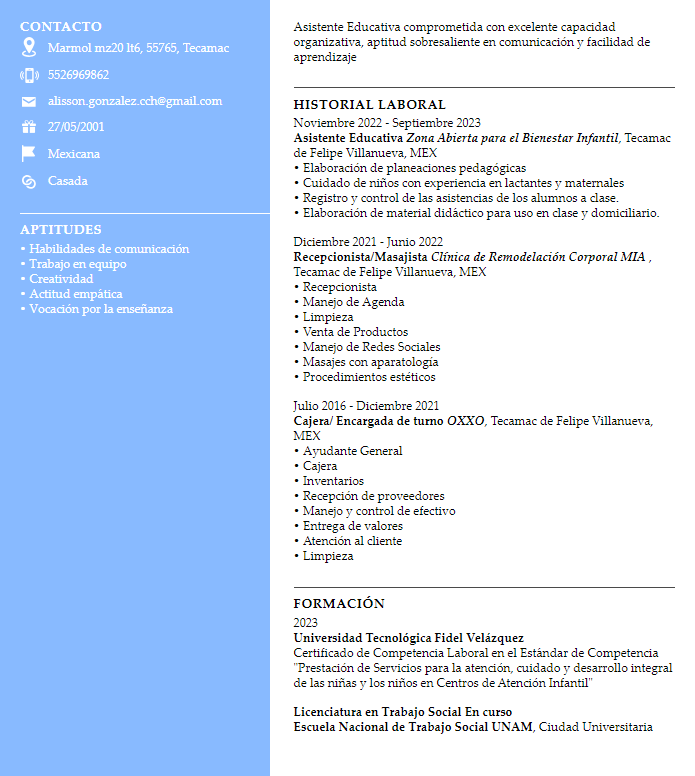 CONTACTO
Marmol mz20 lt6, 55765, Tecamac
5526969862
alisson.gonzalez.cch@gmail.com
27/05/2001
Mexicana
Casada
APTITUDES
• Habilidades de comunicación
• Trabajo en equipo
• Creatividad
• Actitud empática
• Vocación por la enseñanza
Asistente Educativa comprometida con excelente capacidad
organizativa, aptitud sobresaliente en comunicación y facilidad de
aprendizaje
HISTORIAL LABORAL
Noviembre 2022 - Septiembre 2023
Asistente Educativa Zona Abierta para el Bienestar Infantil, Tecamac
de Felipe Villanueva, MEX
• Elaboración de planeaciones pedagógicas
• Cuidado de niños con experiencia en lactantes y maternales
• Registro y control de las asistencias de los alumnos a clase.
• Elaboración de material didáctico para uso en clase y domiciliario.
Diciembre 2021 - Junio 2022
Recepcionista/Masajista Clínica de Remodelación Corporal MIA ,
Tecamac de Felipe Villanueva, MEX
• Recepcionista
• Manejo de Agenda
• Limpieza
• Venta de Productos
• Manejo de Redes Sociales
• Masajes con aparatología
• Procedimientos estéticos
Julio 2016 - Diciembre 2021
Cajera/ Encargada de turno OXXO, Tecamac de Felipe Villanueva,
MEX
• Ayudante General
• Cajera
• Inventarios
• Recepción de proveedores
• Manejo y control de efectivo
• Entrega de valores
• Atención al cliente
• Limpieza
FORMACIÓN
2023
Universidad Tecnológica Fidel Velázquez
Certificado de Competencia Laboral en el Estándar de Competencia
"Prestación de Servicios para la atención, cuidado y desarrollo integral
de las niñas y los niños en Centros de Atención Infantil"
Licenciatura en Trabajo Social En curso
Escuela Nacional de Trabajo Social UNAM, Ciudad Universitaria